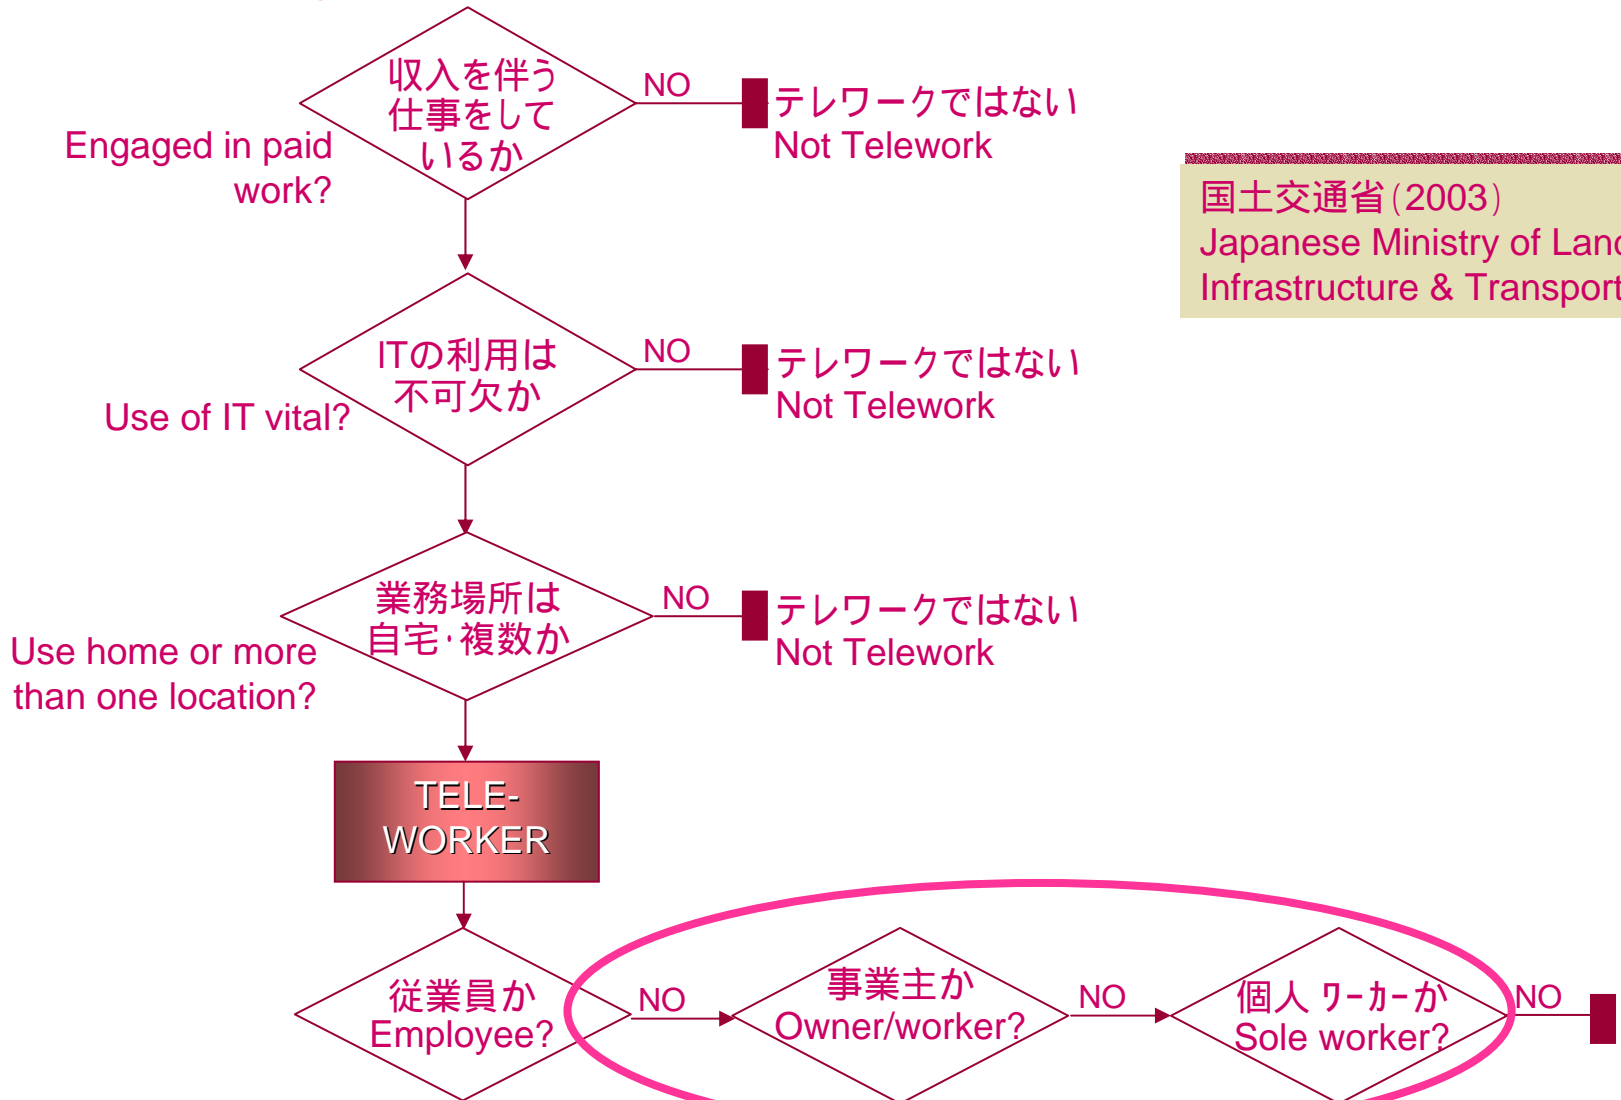 収入を伴う
仕事をして
いるか
NO
テレワークではない
Not Telework
Engaged in paid
work?
国土交通省(2003)
Japanese Ministry of Land
Infrastructure & Transport
ITの利用は
不可欠か
NO
テレワークではない
Not Telework
Use of IT vital?
業務場所は
自宅・複数か
NO
テレワークではない
Not Telework
Use home or more
than one location?
TELE-
WORKER
従業員か
Employee?
NO
事業主か
Owner/worker?
NO
個人 ワーカーか
Sole worker?
NO